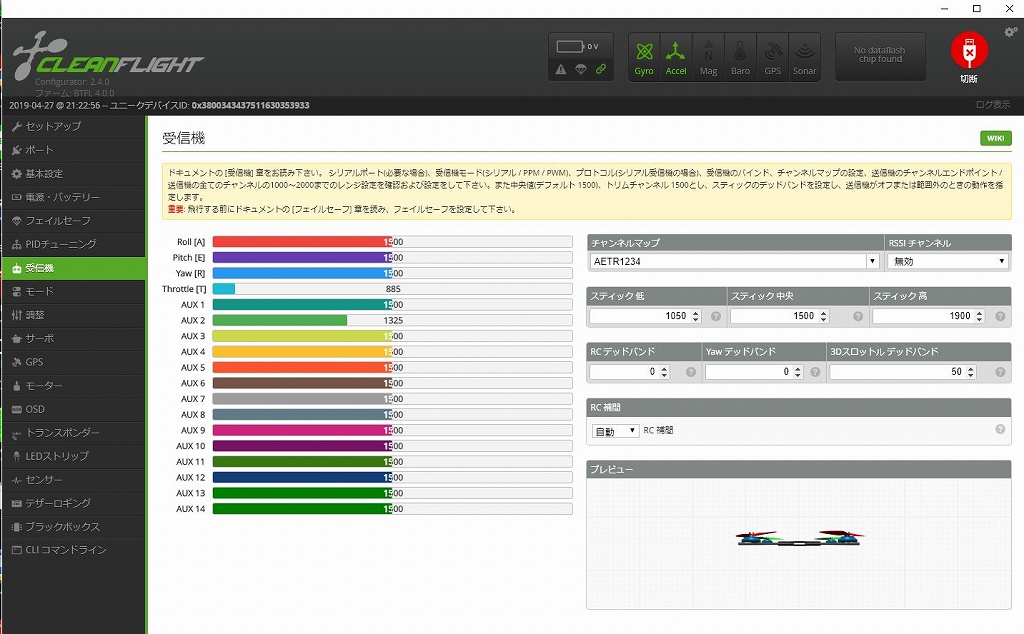 CLEANFLIGHT
Configurator: 2.4.0
ファーム: BTFL 4.0.0
0 V
Gyro
Accel
Mag
Baro
GPS
Sonar
No dataflash
chip found
切断
2019-04-27 @ 21:22:56 -- ユニークデバイスID: 0x3800343437511630353933
ログ表示
セットアップ
ポート
基本設定
電源・バッテリー
フェイルセーフ
PIDチューニング
受信機
モード
調整
サーボ
GPS
モーター
OSD
トランスポンダー
LEDストリップ
センサー
テザーロギング
ブラックボックス
CLI コマンドライン
受信機
WIKI
ドキュメントの [受信機] 章をお読み下さい。 シリアルポート(必要な場合)、受信機モード(シリアル / PPM / PWM)、プロトコル(シリアル受信機の場合)、受信機のバインド、チャンネルマップの設定、送信機のチャンネルエンドポイント /
送信機の全てのチャンネルの1000～2000までのレンジ設定を確認および設定をして下さい。また中央値(デフォルト 1500)、トリムチャンネル 1500とし、スティックのデッドバンドを設定し、送信機がオフまたは範囲外のときの動作を指
定します。
重要: 飛行する前にドキュメントの [フェイルセーフ] 章を読み、フェイルセーフを設定して下さい。
Roll [A] 1500
Pitch [E] 1500
Yaw [R] 1500
Throttle [T] 885
AUX 1 1500
AUX 2 1325
AUX 3 1500
AUX 4 1500
AUX 5 1500
AUX 6 1500
AUX 7 1500
AUX 8 1500
AUX 9 1500
AUX 10 1500
AUX 11 1500
AUX 12 1500
AUX 13 1500
AUX 14 1500
チャンネルマップ
RSSI チャンネル
AETR1234
無効
スティック 低
スティック 中央
スティック 高
1050
1500
1900
RC デッドバンド
Yaw デッドバンド
3Dスロットル デッドバンド
0
0
50
RC 補間
自動
RC 補間
プレビュー